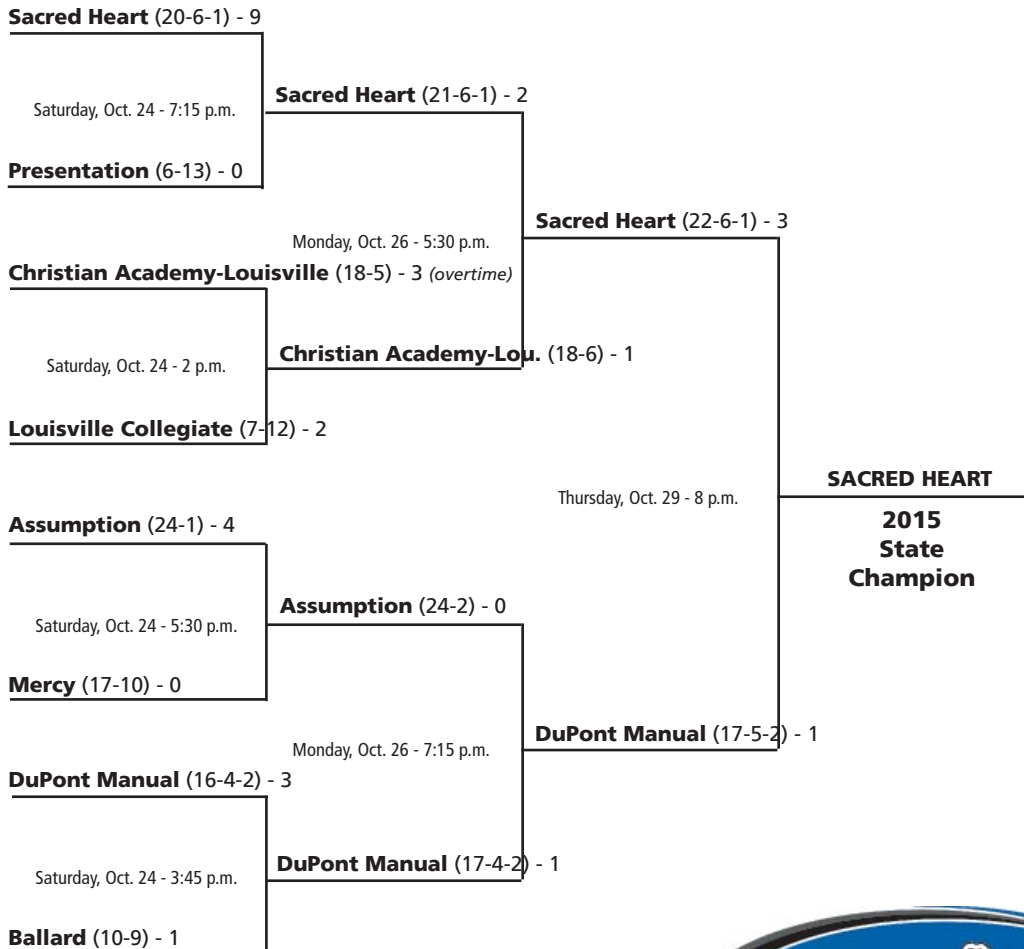 Sacred Heart (20-6-1) - 9
Saturday, Oct. 24 - 7:15 p.m.
Presentation (6-13) - 0
Sacred Heart (21-6-1) - 2
Monday, Oct. 26 - 5:30 p.m.
Christian Academy-Louisville (18-5) - 3 (overtime)
Saturday, Oct. 24 - 2 p.m.
Louisville Collegiate (7-12) - 2
Christian Academy-Lou. (18-6) - 1
Sacred Heart (22-6-1) - 3
Thursday, Oct. 29 - 8 p.m.
SACRED HEART
2015
State
Champion
Assumption (24-1) - 4
Saturday, Oct. 24 - 5:30 p.m.
Mercy (17-10) - 0
Assumption (24-2) - 0
Monday, Oct. 26 - 7:15 p.m.
DuPont Manual (17-5-2) - 1
DuPont Manual (16-4-2) - 3
Saturday, Oct. 24 - 3:45 p.m.
Ballard (10-9) - 1
DuPont Manual (17-4-2) - 1